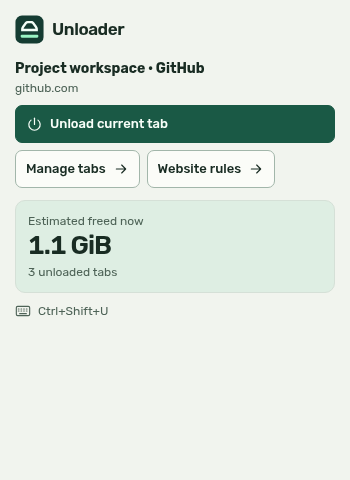 Unloader
Project workspace • GitHub
github.com
Unload current tab
Manage tabs →
Website rules →
Estimated freed now
1.1 GiB
3 unloaded tabs
Ctrl+Shift+U